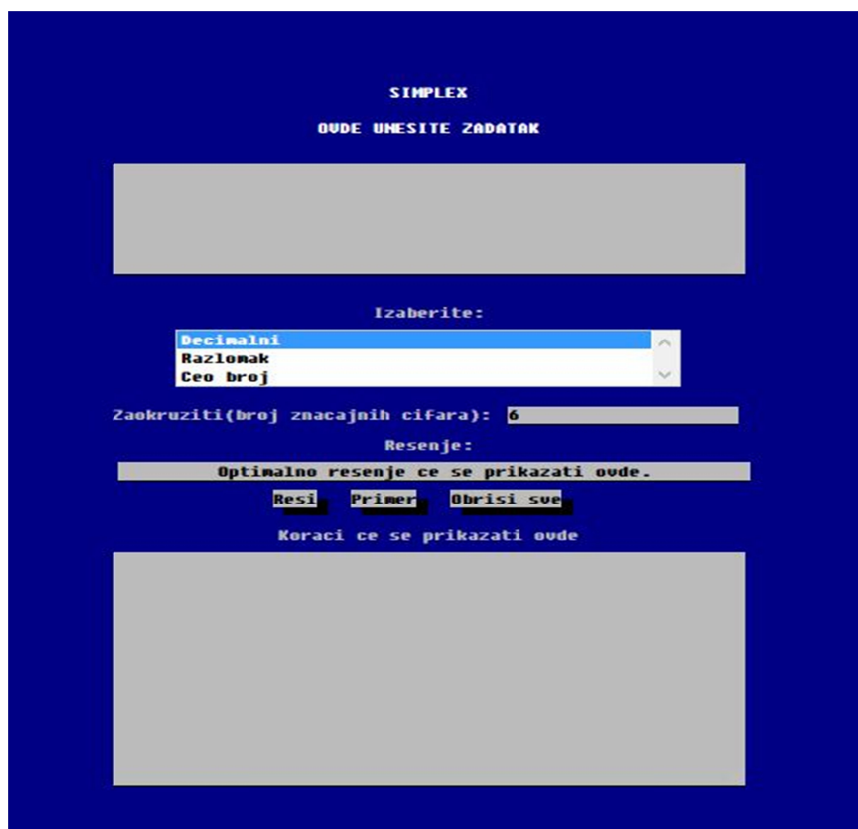 SIMPLEX
OVDE UNESITE ZADATAK
Izaberite:
Decimalni
Razlomak
Ceo broj
Zaokruziti(broj znacajnih cifara): 6
Resenje:
Optimalno resenje ce se prikazati ovde.
Resi Primer Obrisi sve
Koraci ce se prikazati ovde